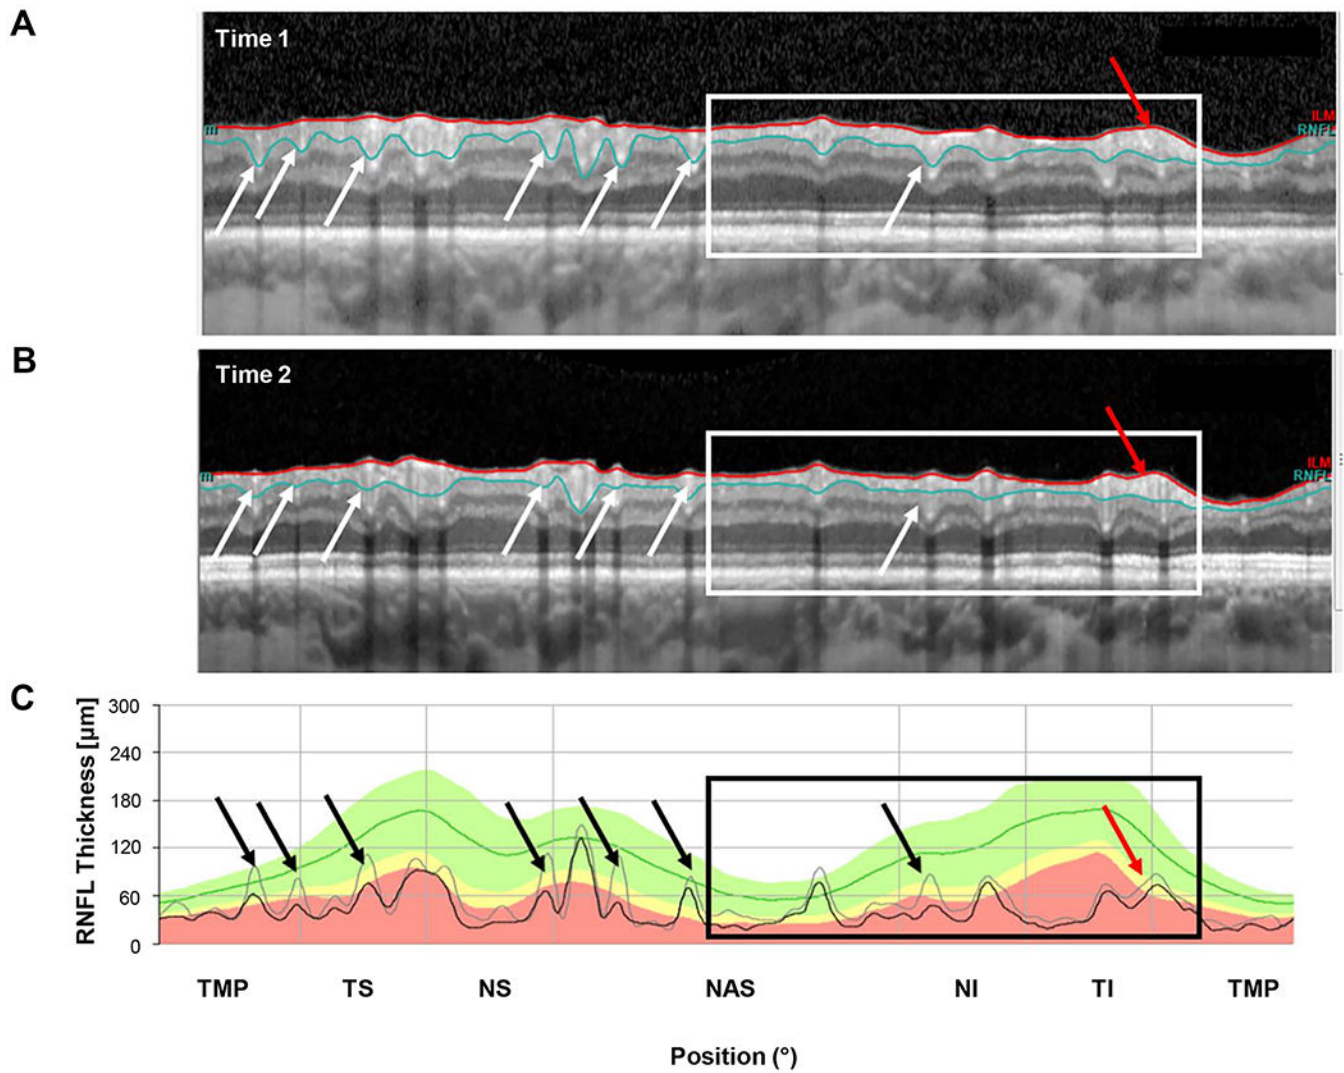 A
Time 1
ILM
RNFL
B
Time 2
ILM
RNFL
C
RNFL Thickness [µm]
300
240
180
120
60
0
TMP TS NS NAS NI TI TMP
Position (°)